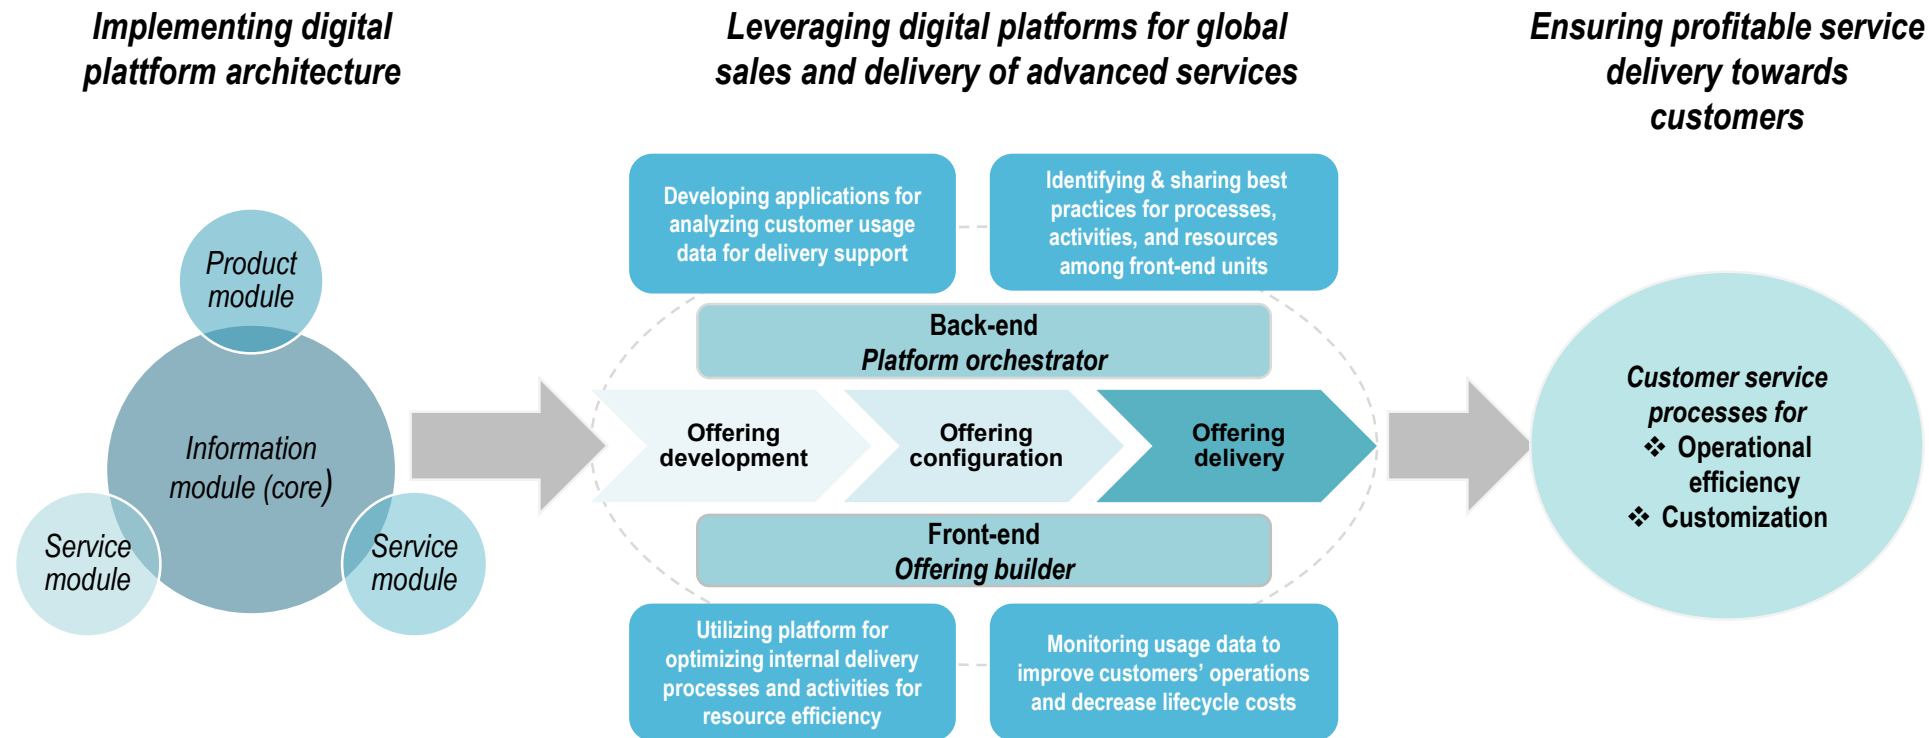 Implementing digital
plattform architecture
Leveraging digital platforms for global
sales and delivery of advanced services
Ensuring profitable service
delivery towards
customers
Product
module
Information
module (core)
Service
module
Service
module
Developing applications for
analyzing customer usage
data for delivery support
Identifying & sharing best
practices for processes,
activities, and resources
among front-end units
Back-end
Platform orchestrator
Offering
development
Offering
configuration
Offering
delivery
Front-end
Offering builder
Utilizing platform for
optimizing internal delivery
processes and activities for
resource efficiency
Monitoring usage data to
improve customers’ operations
and decrease lifecycle costs
Customer service
processes for
❖ Operational
efficiency
❖ Customization